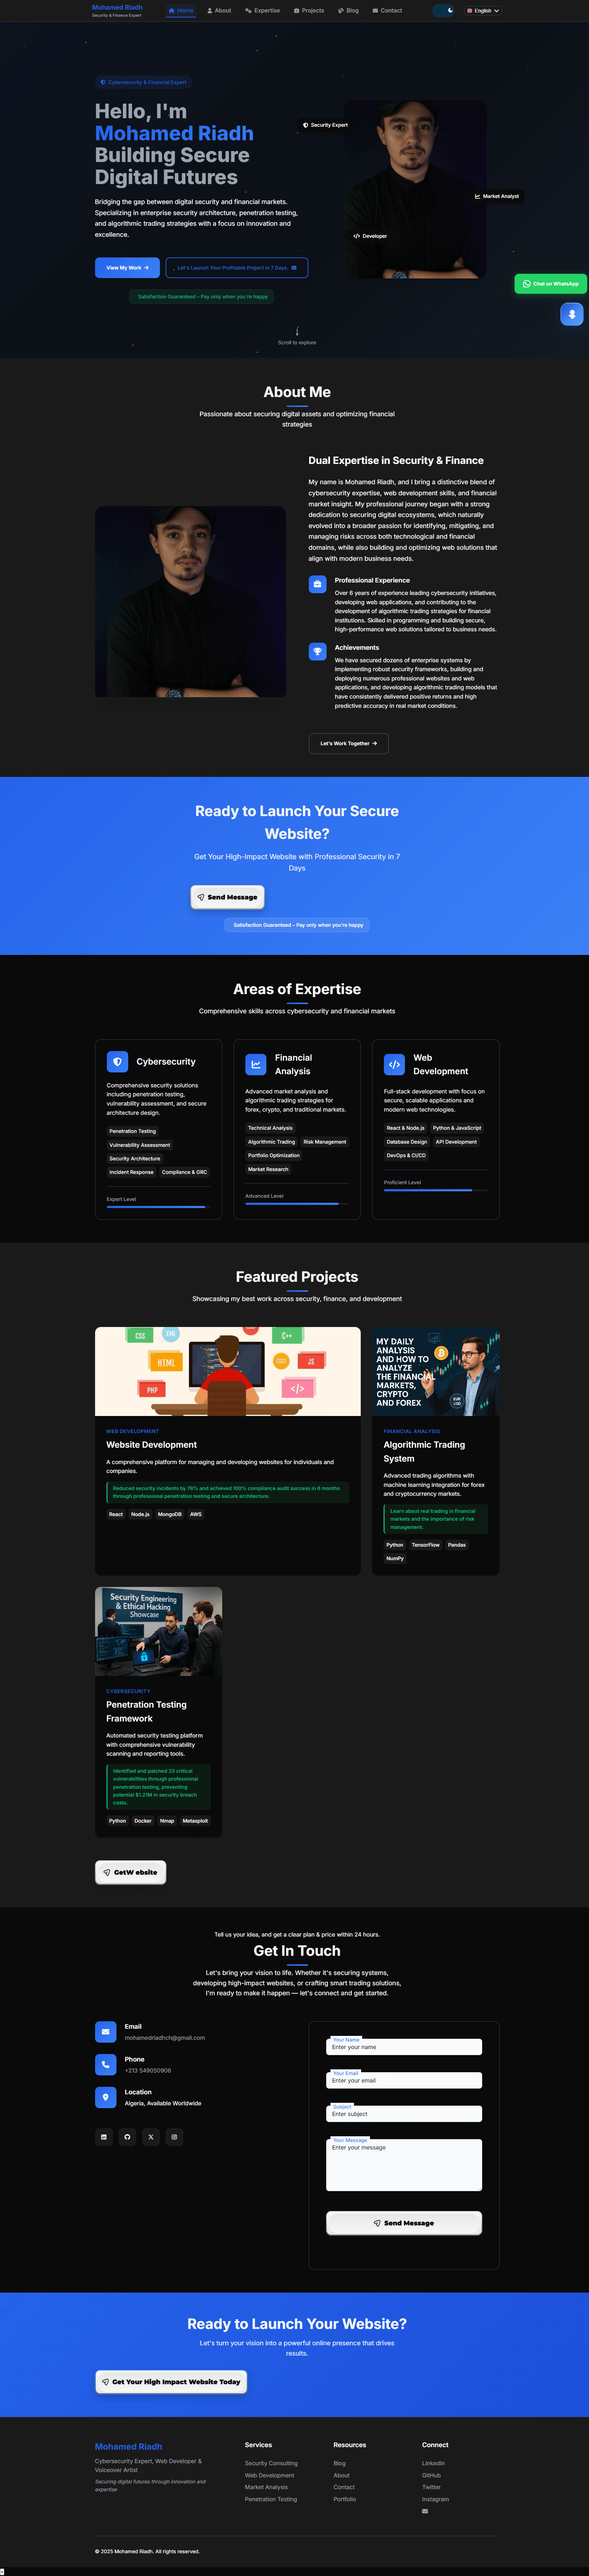 Mohamed Riadh
Security & Finance Expert
Home
About
Expertise
Projects
Blog
Contact
English
Cybersecurity & Financial Expert
Hello, I'm
Mohamed Riadh
Building Secure
Digital Futures
Bridging the gap between digital security and financial markets.
Specializing in enterprise security architecture, penetration testing,
and algorithmic trading strategies with a focus on innovation and
excellence.
View My Work
Let's Launch Your Profitable Project in 7 Days.
Satisfaction Guaranteed – Pay only when you're happy
Security Expert
Market Analyst
Developer
Chat on WhatsApp
Scroll to explore
About Me
Passionate about securing digital assets and optimizing financial
strategies
Dual Expertise in Security & Finance
My name is Mohamed Riadh, and I bring a distinctive blend of
cybersecurity expertise, web development skills, and financial
market insight. My professional journey began with a strong
dedication to securing digital ecosystems, which naturally
evolved into a broader passion for identifying, mitigating, and
managing risks across both technological and financial
domains, while also building and optimizing web solutions that
align with modern business needs.
Professional Experience
Over 6 years of experience leading cybersecurity initiatives,
developing web applications, and contributing to the
development of algorithmic trading strategies for financial
institutions. Skilled in programming and building secure,
high-performance web solutions tailored to business needs.
Achievements
We have secured dozens of enterprise systems by
implementing robust security frameworks, building and
deploying numerous professional websites and web
applications, and developing algorithmic trading models that
have consistently delivered positive returns and high
predictive accuracy in real market conditions.
Let's Work Together
Ready to Launch Your Secure
Website?
Get Your High-Impact Website with Professional Security in 7
Days
Send Message
Satisfaction Guaranteed – Pay only when you're happy
Areas of Expertise
Comprehensive skills across cybersecurity and financial markets
Cybersecurity
Comprehensive security solutions
including penetration testing,
vulnerability assessment, and secure
architecture design.
Penetration Testing
Vulnerability Assessment
Security Architecture
Incident Response
Compliance & GRC
Expert Level
Financial
Analysis
Advanced market analysis and
algorithmic trading strategies for
forex, crypto, and traditional markets.
Technical Analysis
Algorithmic Trading
Risk Management
Portfolio Optimization
Market Research
Advanced Level
Web
Development
Full-stack development with focus on
secure, scalable applications and
modern web technologies.
React & Node.js
Python & JavaScript
Database Design
API Development
DevOps & CI/CD
Proficient Level
Featured Projects
Showcasing my best work across security, finance, and development
CSS
XML
C++
HTML
JS
PHP
</>
WEB DEVELOPMENT
Website Development
A comprehensive platform for managing and developing websites for individuals and
companies.
Reduced security incidents by 78% and achieved 100% compliance audit success in 6 months
through professional penetration testing and secure architecture.
React
Node.js
MongoDB
AWS
MY DAILY
ANALYSIS
AND HOW TO
ANALYZE
THE FINANCIAL
MARKETS,
CRYPTO
AND FOREX
EUR
USD
FINANCIAL ANALYSIS
Algorithmic Trading
System
Advanced trading algorithms with
machine learning integration for forex
and cryptocurrency markets.
Learn about real trading in financial
markets and the importance of risk
management.
Python
TensorFlow
Pandas
NumPy
Security Engineering
& Ethical Hacking
Showcase
CYBERSECURITY
Penetration Testing
Framework
Automated security testing platform
with comprehensive vulnerability
scanning and reporting tools.
Identified and patched 23 critical
vulnerabilities through professional
penetration testing, preventing
potential $1.21M in security breach
costs.
Python
Docker
Nmap
Metasploit
GetW ebsite
Tell us your idea, and get a clear plan & price within 24 hours.
Get In Touch
Let's bring your vision to life. Whether it's securing systems,
developing high-impact websites, or crafting smart trading solutions,
I'm ready to make it happen — let's connect and get started.
Email
mohamedriadhch@gmail.com
Phone
+213 549050906
Location
Algeria, Available Worldwide
Your Name
Enter your name
Your Email
Enter your email
Subject
Enter subject
Your Message
Enter your message
Send Message
Ready to Launch Your Website?
Let's turn your vision into a powerful online presence that drives
results.
Get Your High Impact Website Today
Mohamed Riadh
Cybersecurity Expert, Web Developer &
Voiceover Artist
Securing digital futures through innovation and
expertise
Services
Security Consulting
Web Development
Market Analysis
Penetration Testing
Resources
Blog
About
Contact
Portfolio
Connect
LinkedIn
GitHub
Twitter
Instagram
© 2025 Mohamed Riadh. All rights reserved.